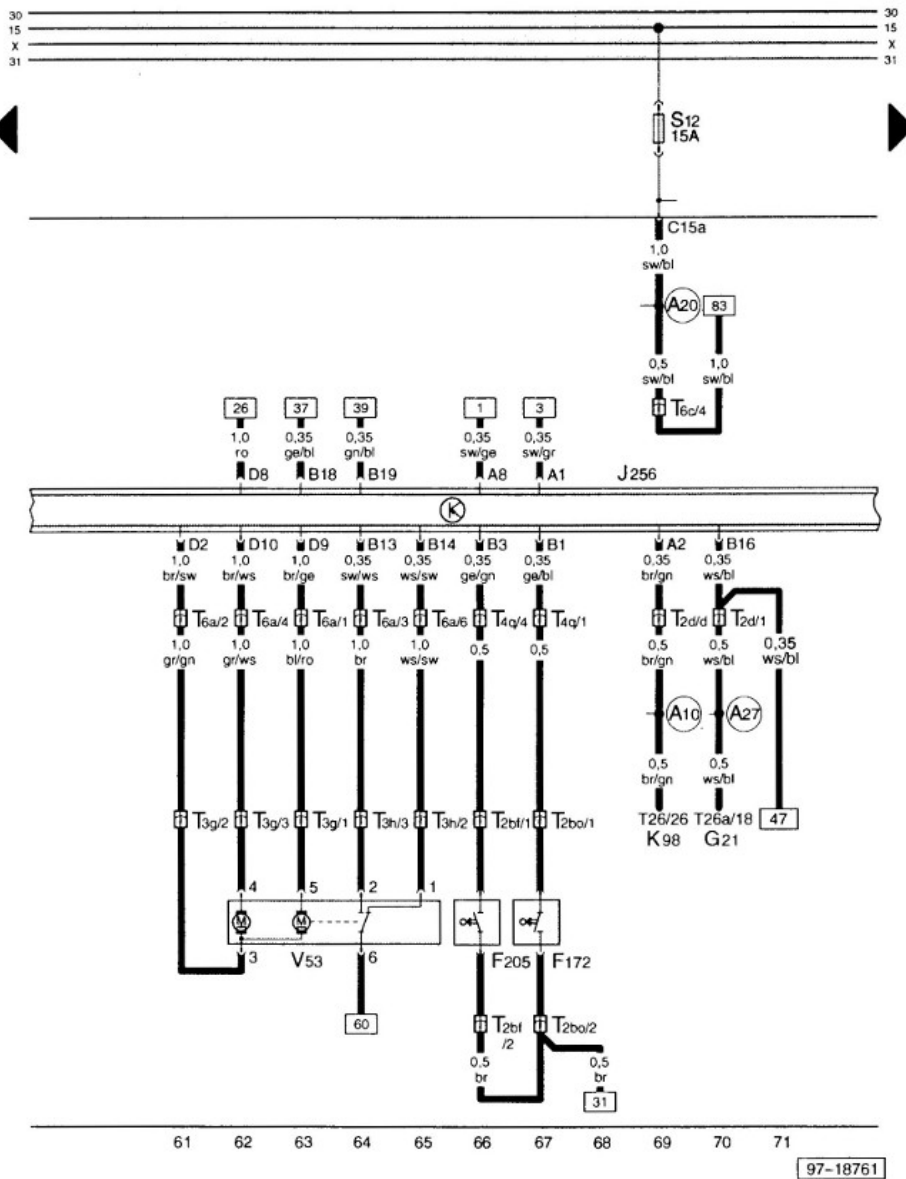 30 30
15 15
X X
31 31
S12
15A
C15a
1,0
sw/bl
A20 83
0,5 1,0
sw/bl sw/bl
T6c/4
26 37 39 1 3
1,0 0,35 0,35 0,35 0,35
ro ge/bl gn/bl sw/ge sw/gr
D8 B18 B19 A8 A1 J256
K
D2 D10 D9 B13 B14 B3 B1 A2 B16
1,0 1,0 1,0 0,35 0,35 0,35 0,35 0,35 0,35
br/sw br/ws br/ge sw/ws ws/sw ge/gn ge/bl br/gn ws/bl
T6a/2 T6a/4 T6a/1 T6a/3 T6a/6 T4q/4 T4q/1 T2d/d T2d/1
1,0 1,0 1,0 1,0 1,0 0,5 0,5 0,5 0,5 0,35
gr/gn gr/ws bl/ro br ws/sw br/gn ws/bl ws/bl
A10 A27
0,5 0,5
br/gn ws/bl
T3g/2 T3g/3 T3g/1 T3h/3 T3h/2 T2bf/1 T2bo/1 T26/26 T26a/18 47
K98 G21
4 5 2 1
M M
3 V53 6 F205 F172
60 T2bf T2bo/2
/2
0,5 0,5
br br
31
61 62 63 64 65 66 67 68 69 70 71
97-18761